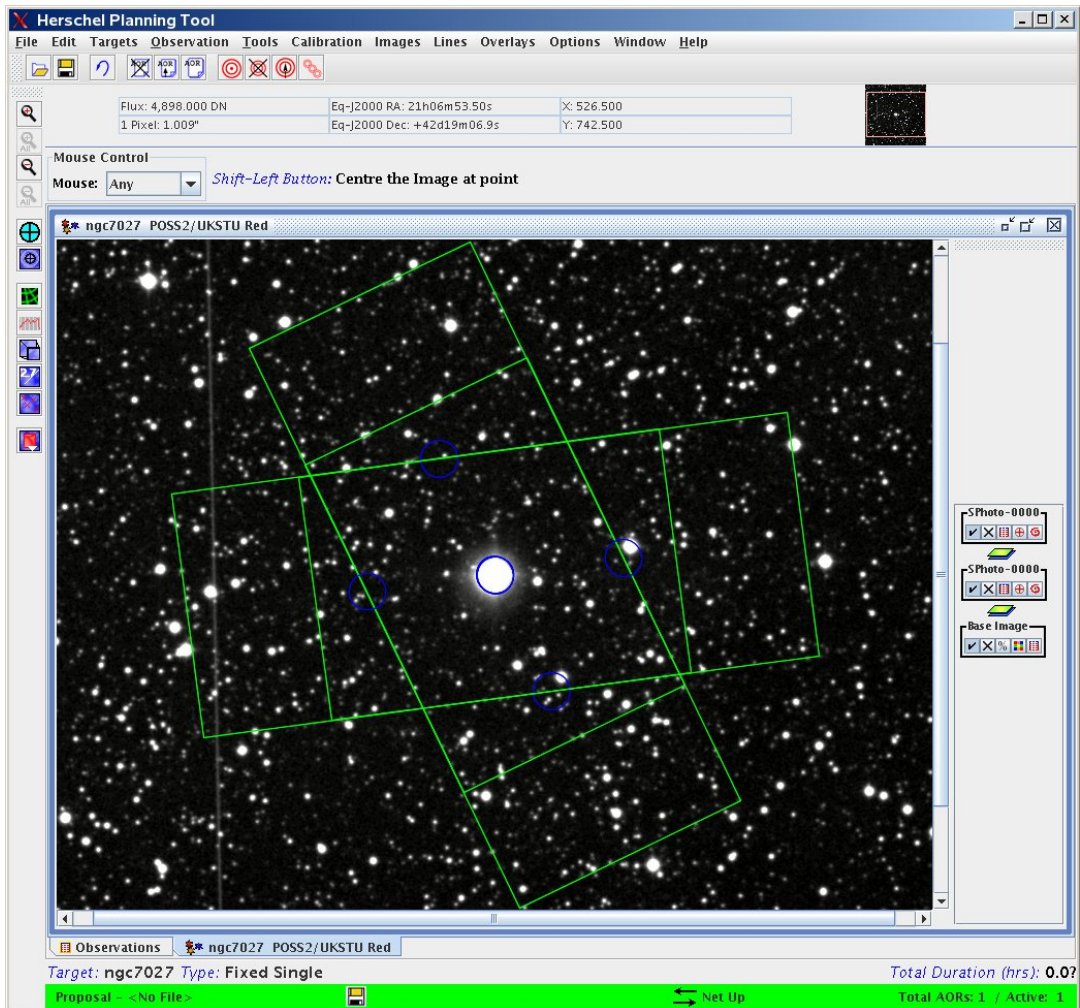 Herschel Planning Tool
File Edit Targets Observation Tools Calibration Images Lines Overlays Options Window Help
Flux: 4,898.000 DN Eq-J2000 RA: 21h06m53.50s X: 526.500
1 Pixel: 1.009" Eq-J2000 Dec: +42d19m06.9s Y: 742.500
Mouse Control
Mouse: Any Shift-Left Button: Centre the Image at point
ngc7027 POSS2/UKSTU Red
SPhoto-0000
SPhoto-0000
Base Image
Observations ngc7027 POSS2/UKSTU Red
Target: ngc7027 Type: Fixed Single Total Duration (hrs): 0.0?
Proposal - <No File> Net Up Total AORs: 1 / Active: 1